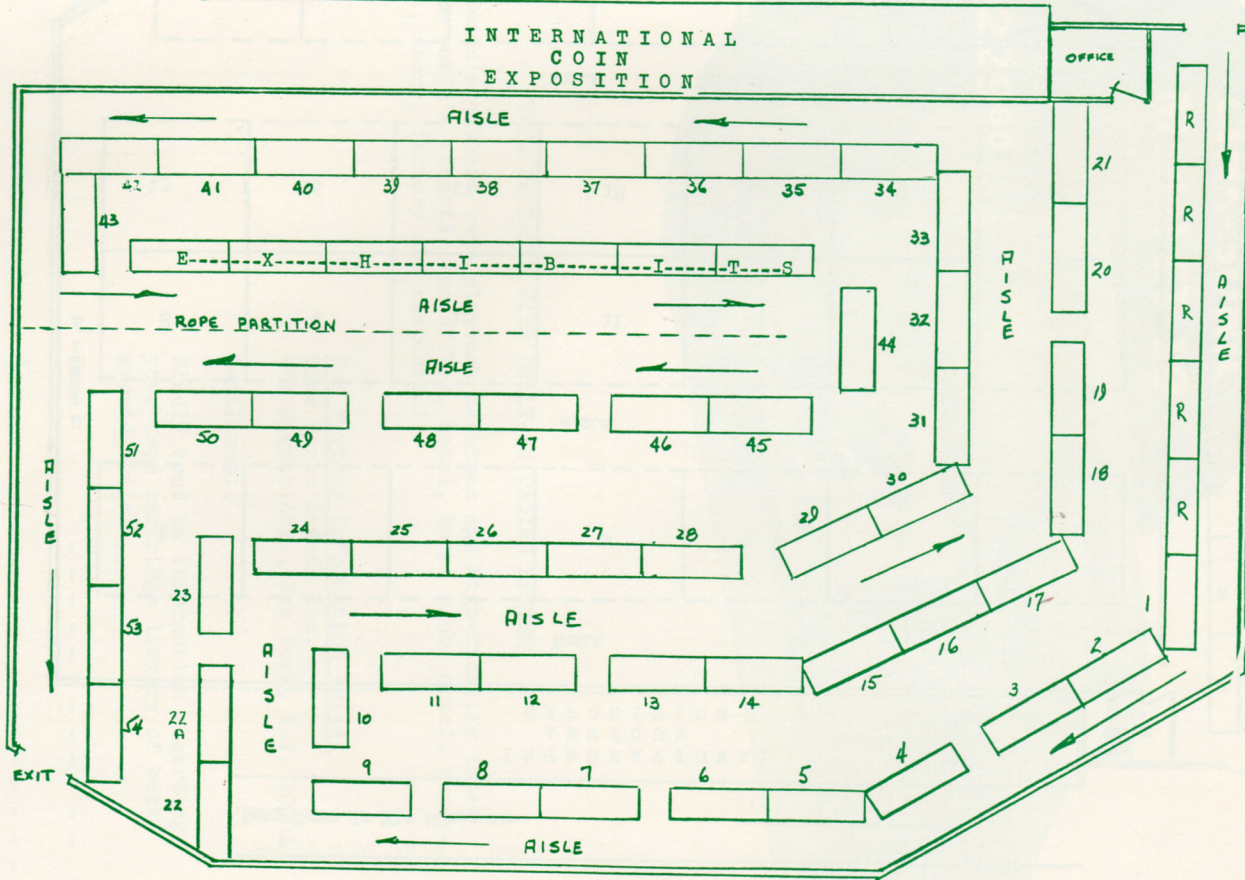 INTERNATIONAL
COIN
EXPOSITION
OFFICE
AISLE
42 41 40 39 38 37 36 35 34
43
E-----X-----H-----I-----B-----I-----T----S
AISLE
ROPE PARTITION
AISLE
44
33
32
31
AISLE
21
20
19
18
R
R
R
R
R
AISLE
50 49 48 47 46 45
51
52
53
54
AISLE
EXIT
24 25 26 27 28
29 30
23
AISLE
22
A
22
AISLE
10
11 12 13 14
15 16 17
1
2
3
4
9 8 7 6 5
AISLE